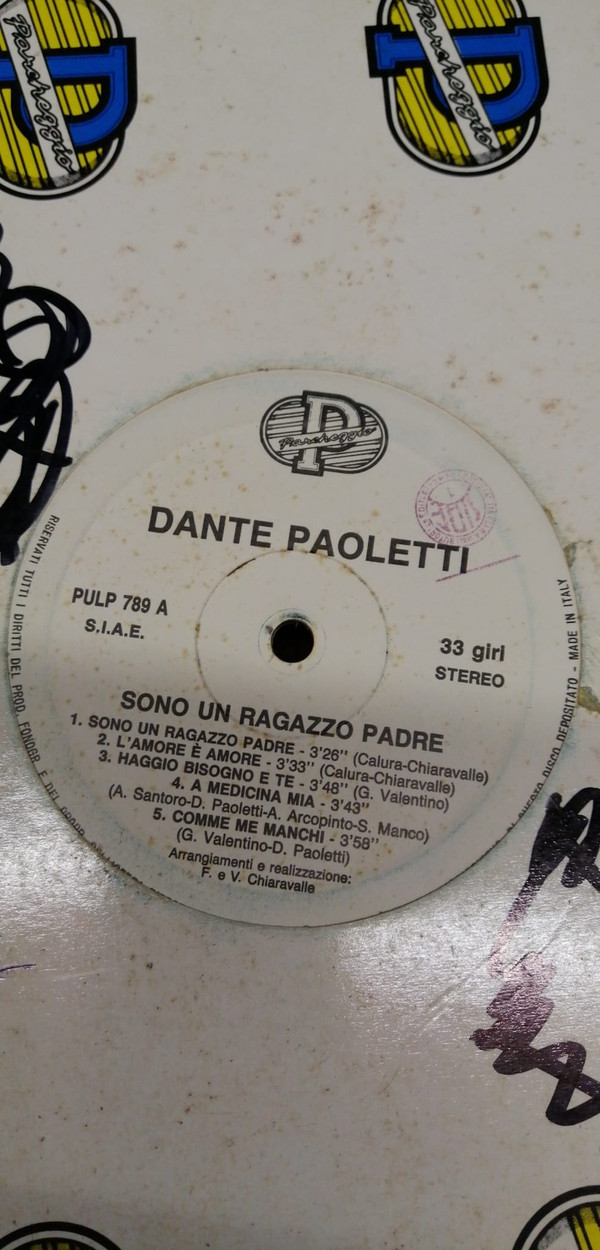 Parcheggio
Parcheggio
Parcheggio
DANTE PAOLETTI
PULP 789 A
S.I.A.E.
33 giri
STEREO
SONO UN RAGAZZO PADRE
1. SONO UN RAGAZZO PADRE - 3'26" (Calura-Chiaravalle)
2. L'AMORE È AMORE - 3'33" (Calura-Chiaravalle)
3. HAGGIO BISOGNO E TE - 3'48" (G. Valentino)
4. A MEDICINA MIA - 3'43"
(A. Santoro-D. Paoletti-A. Arcopinto-S. Manco)
5. COMME ME MANCHI - 3'58"
(G. Valentino-D. Paoletti)
Arrangiamenti e realizzazione:
F. e V. Chiaravalle
RISERVATI TUTTI I DIRITTI DEL PROD. FONOGR. E DEL
DISCO DEPOSITATO - MADE IN ITALY